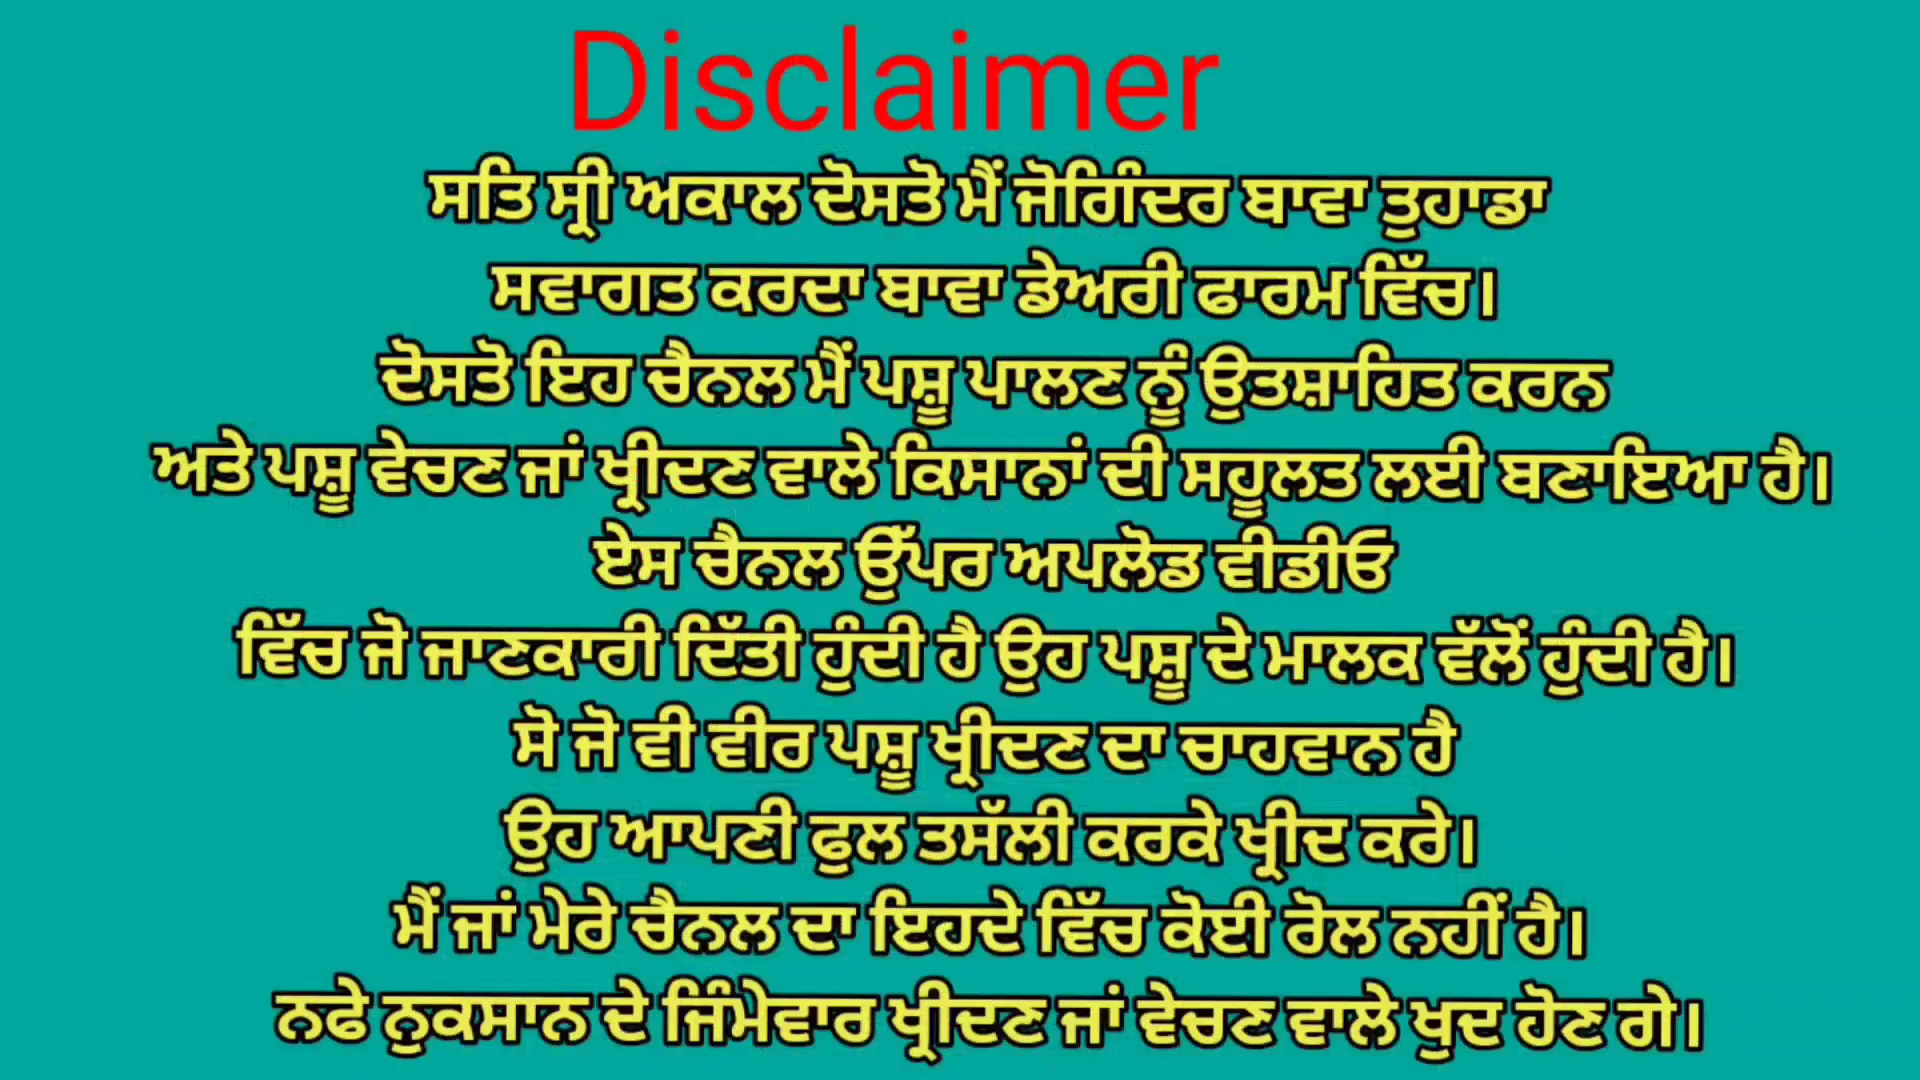 Disclaimer
ਸਤਿ ਸ੍ਰੀ ਅਕਾਲ ਦੋਸਤੋ ਮੈਂ ਜੋਗਿੰਦਰ ਬਾਵਾ ਤੁਹਾਡਾ
ਸਵਾਗਤ ਕਰਦਾ ਬਾਵਾ ਡੇਅਰੀ ਫਾਰਮ ਵਿੱਚ।
ਦੋਸਤੋ ਇਹ ਚੈਨਲ ਮੈਂ ਪਸ਼ੂ ਪਾਲਣ ਨੂੰ ਉਤਸ਼ਾਹਿਤ ਕਰਨ
ਅਤੇ ਪਸ਼ੂ ਵੇਚਣ ਜਾਂ ਖ੍ਰੀਦਣ ਵਾਲੇ ਕਿਸਾਨਾਂ ਦੀ ਸਹੂਲਤ ਲਈ ਬਣਾਇਆ ਹੈ।
ਏਸ ਚੈਨਲ ਉੱਪਰ ਅਪਲੋਡ ਵੀਡੀਓ
ਵਿੱਚ ਜੋ ਜਾਣਕਾਰੀ ਦਿੱਤੀ ਹੁੰਦੀ ਹੈ ਉਹ ਪਸ਼ੂ ਦੇ ਮਾਲਕ ਵੱਲੋਂ ਹੁੰਦੀ ਹੈ।
ਸੋ ਜੋ ਵੀ ਵੀਰ ਪਸ਼ੂ ਖ੍ਰੀਦਣ ਦਾ ਚਾਹਵਾਨ ਹੈ
ਉਹ ਆਪਣੀ ਫੁਲ ਤਸੱਲੀ ਕਰਕੇ ਖ੍ਰੀਦ ਕਰੇ।
ਮੈਂ ਜਾਂ ਮੇਰੇ ਚੈਨਲ ਦਾ ਇਹਦੇ ਵਿੱਚ ਕੋਈ ਰੋਲ ਨਹੀਂ ਹੈ।
ਨਫੇ ਨੁਕਸਾਨ ਦੇ ਜਿੰਮੇਵਾਰ ਖ੍ਰੀਦਣ ਜਾਂ ਵੇਚਣ ਵਾਲੇ ਖੁਦ ਹੋਣ ਗੇ।